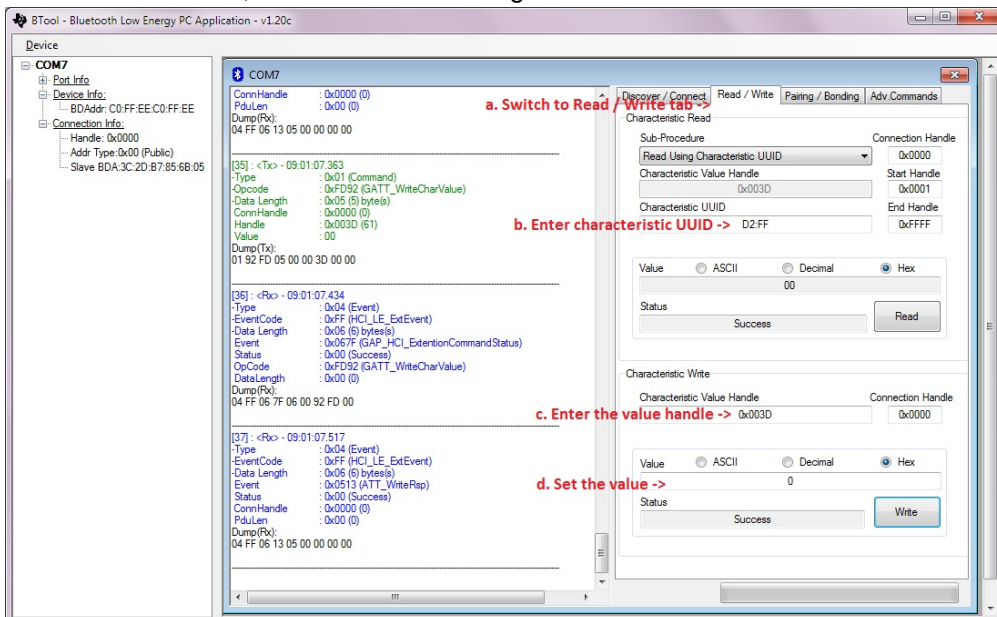 BTool - Bluetooth Low Energy PC Application - v1.20c
Device
COM7
Port Info
Device Info:
BDAddr: C0:FF:EE:C0:FF:EE
Connection Info:
Handle: 0x0000
Addr Type:0x00 (Public)
Slave BDA:3C:2D:B7:85:6B:05
COM7
ConnHandle : 0x0000 (0)
PduLen : 0x00 (0)
Dump(Rx):
04 FF 06 13 05 00 00 00 00
[35] : <Tx> - 09:01:07.363
-Type : 0x01 (Command)
-Opcode : 0xFD92 (GATT_WriteCharValue)
-Data Length : 0x05 (5) byte(s)
ConnHandle : 0x0000 (0)
Handle : 0x003D (61)
Value : 00
Dump(Tx):
01 92 FD 05 00 00 3D 00 00
[36] : <Rx> - 09:01:07.434
-Type : 0x04 (Event)
-EventCode : 0xFF (HCI_LE_ExtEvent)
-Data Length : 0x06 (6) bytes(s)
Event : 0x067F (GAP_HCI_ExtentionCommandStatus)
Status : 0x00 (Success)
OpCode : 0xFD92 (GATT_WriteCharValue)
DataLength : 0x00 (0)
Dump(Rx):
04 FF 06 7F 06 00 92 FD 00
[37] : <Rx> - 09:01:07.517
-Type : 0x04 (Event)
-EventCode : 0xFF (HCI_LE_ExtEvent)
-Data Length : 0x06 (6) bytes(s)
Event : 0x0513 (ATT_WriteRsp)
Status : 0x00 (Success)
ConnHandle : 0x0000 (0)
PduLen : 0x00 (0)
Dump(Rx):
04 FF 06 13 05 00 00 00 00
a. Switch to Read / Write tab ->
Discover / Connect Read / Write Pairing / Bonding Adv.Commands
Characteristic Read
Sub-Procedure Connection Handle
Read Using Characteristic UUID 0x0000
Characteristic Value Handle Start Handle
0x003D 0x0001
Characteristic UUID End Handle
b. Enter characteristic UUID -> D2:FF 0xFFFF
Value ASCII Decimal Hex
00
Status
Success Read
Characteristic Write
Characteristic Value Handle Connection Handle
c. Enter the value handle -> 0x003D 0x0000
Value ASCII Decimal Hex
d. Set the value -> 0
Status
Success Write